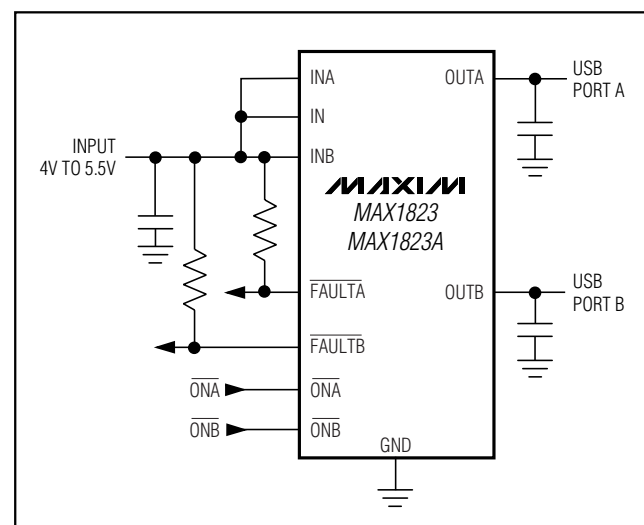 INA
OUTA
USB
PORT A
IN
INPUT
4V TO 5.5V
INB
MAXIM
MAX1823
MAX1823A
FAULTA
OUTB
USB
PORT B
FAULTB
ONA
ONA
ONB
ONB
GND